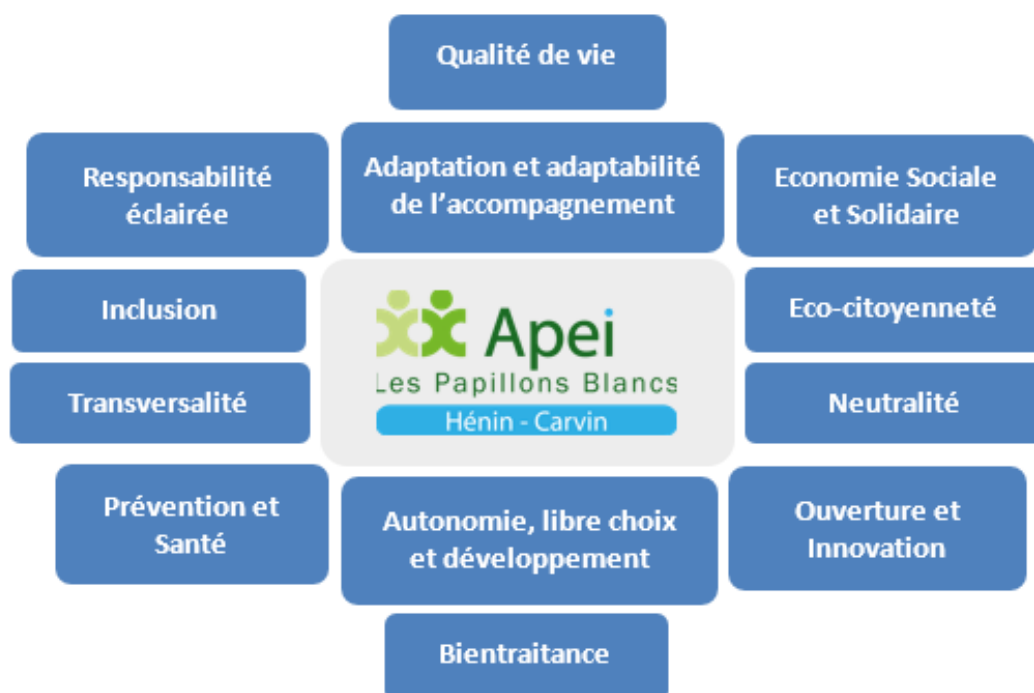 Qualité de vie
Responsabilité
éclairée
Adaptation et adaptabilité
de l'accompagnement
Economie Sociale
et Solidaire
Inclusion
Apei
Les Papillons Blancs
Hénin - Carvin
Eco-citoyenneté
Transversalité
Neutralité
Prévention et
Santé
Autonomie, libre choix
et développement
Ouverture et
Innovation
Bientraitance